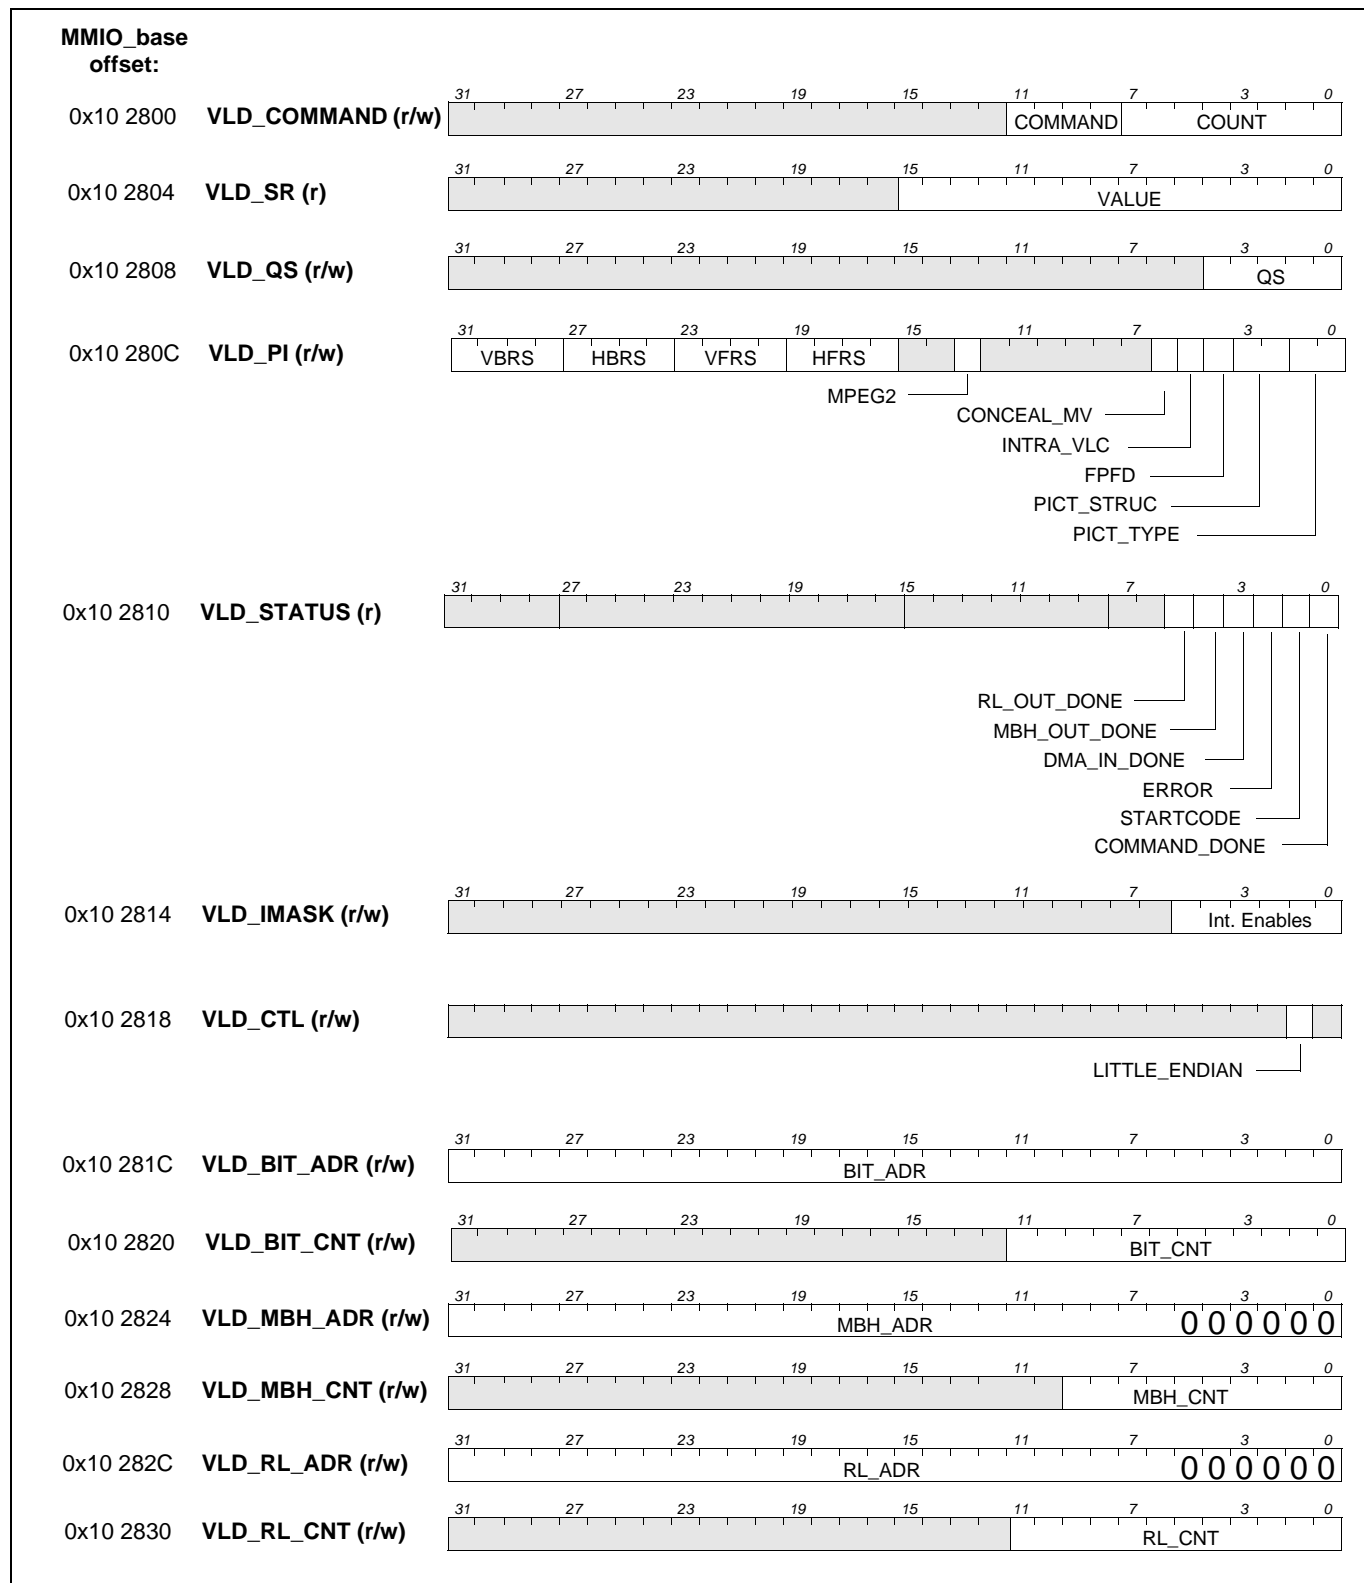 MMIO_base
offset:
31 27 23 19 15 11 7 3 0
0x10 2800 VLD_COMMAND (r/w) COMMAND COUNT
31 27 23 19 15 11 7 3 0
0x10 2804 VLD_SR (r) VALUE
31 27 23 19 15 11 7 3 0
0x10 2808 VLD_QS (r/w) QS
31 27 23 19 15 11 7 3 0
0x10 280C VLD_PI (r/w) VBRS HBRS VFRS HFRS
MPEG2
CONCEAL_MV
INTRA_VLC
FPFD
PICT_STRUC
PICT_TYPE
31 27 23 19 15 11 7 3 0
0x10 2810 VLD_STATUS (r)
RL_OUT_DONE
MBH_OUT_DONE
DMA_IN_DONE
ERROR
STARTCODE
COMMAND_DONE
31 27 23 19 15 11 7 3 0
0x10 2814 VLD_IMASK (r/w) Int. Enables
0x10 2818 VLD_CTL (r/w)
LITTLE_ENDIAN
31 27 23 19 15 11 7 3 0
0x10 281C VLD_BIT_ADR (r/w) BIT_ADR
31 27 23 19 15 11 7 3 0
0x10 2820 VLD_BIT_CNT (r/w) BIT_CNT
31 27 23 19 15 11 7 3 0
0x10 2824 VLD_MBH_ADR (r/w) MBH_ADR 0 0 0 0 0 0
31 27 23 19 15 11 7 3 0
0x10 2828 VLD_MBH_CNT (r/w) MBH_CNT
31 27 23 19 15 11 7 3 0
0x10 282C VLD_RL_ADR (r/w) RL_ADR 0 0 0 0 0 0
31 27 23 19 15 11 7 3 0
0x10 2830 VLD_RL_CNT (r/w) RL_CNT